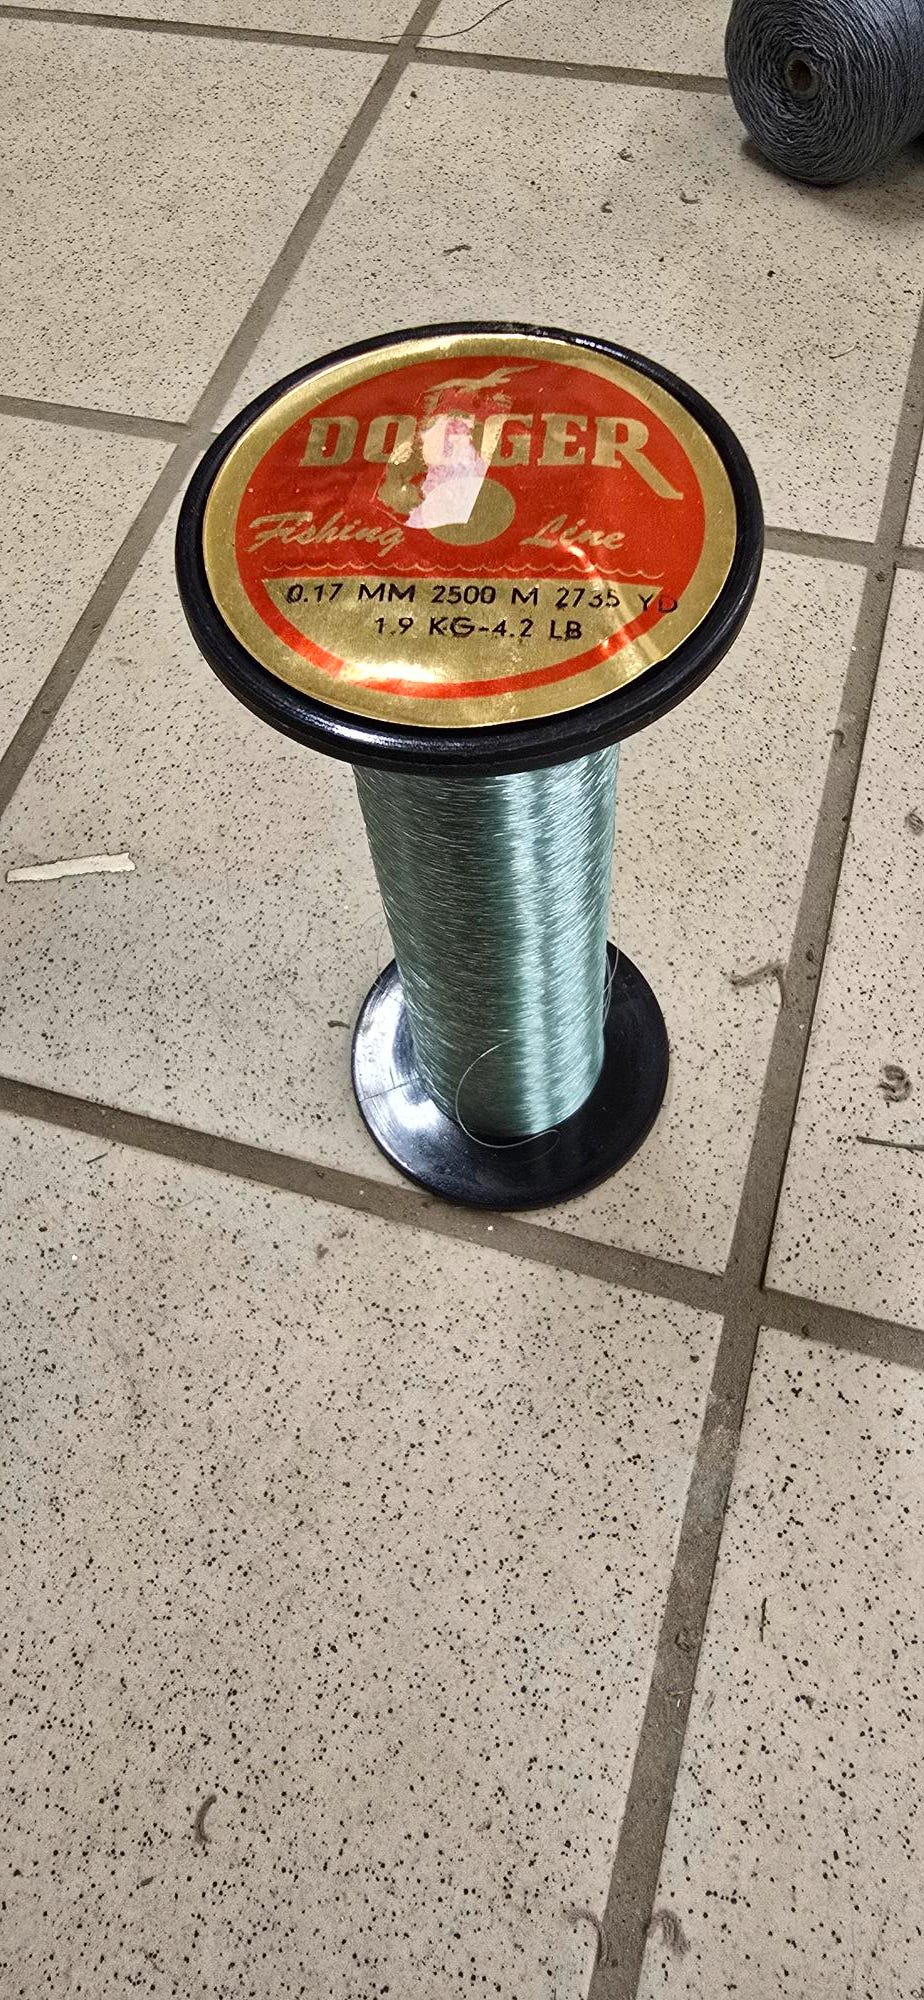 DOGGER
Fishing Line
0.17 MM 2500 M 2735 YD
1.9 KG-4.2 LB